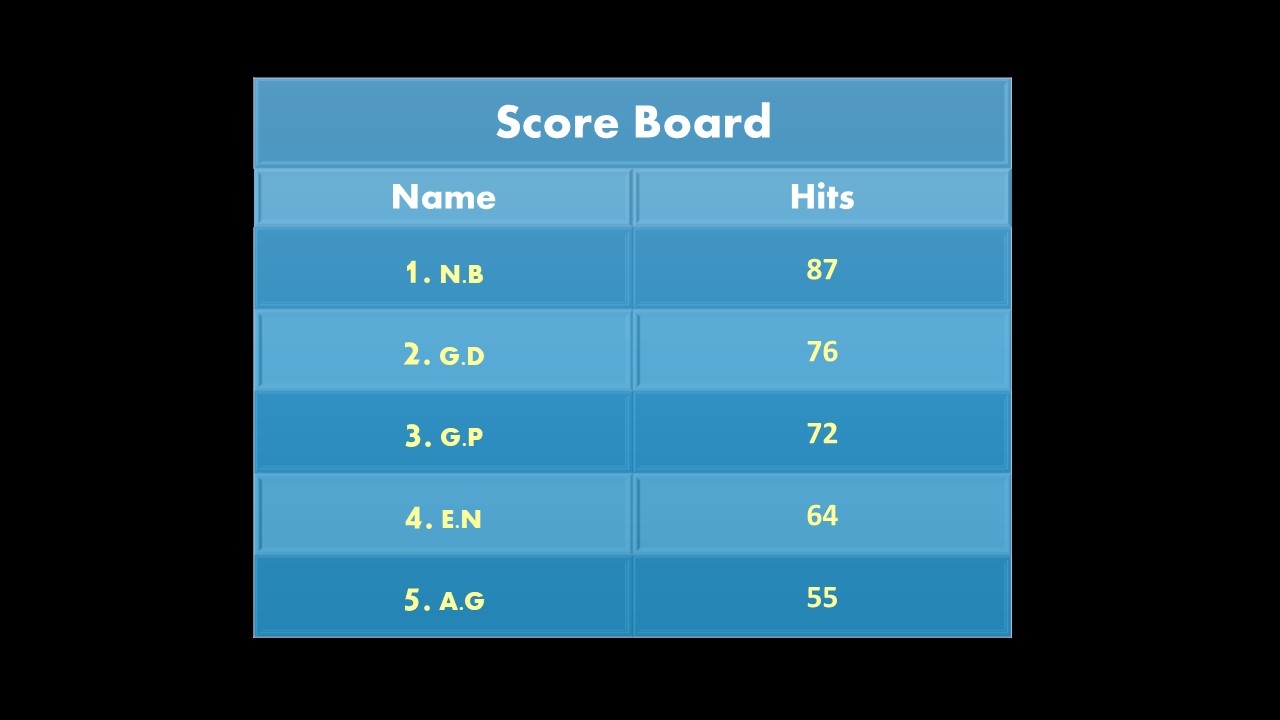 Score Board
Name Hits
1. N.B 87
2. G.D 76
3. G.P 72
4. E.N 64
5. A.G 55